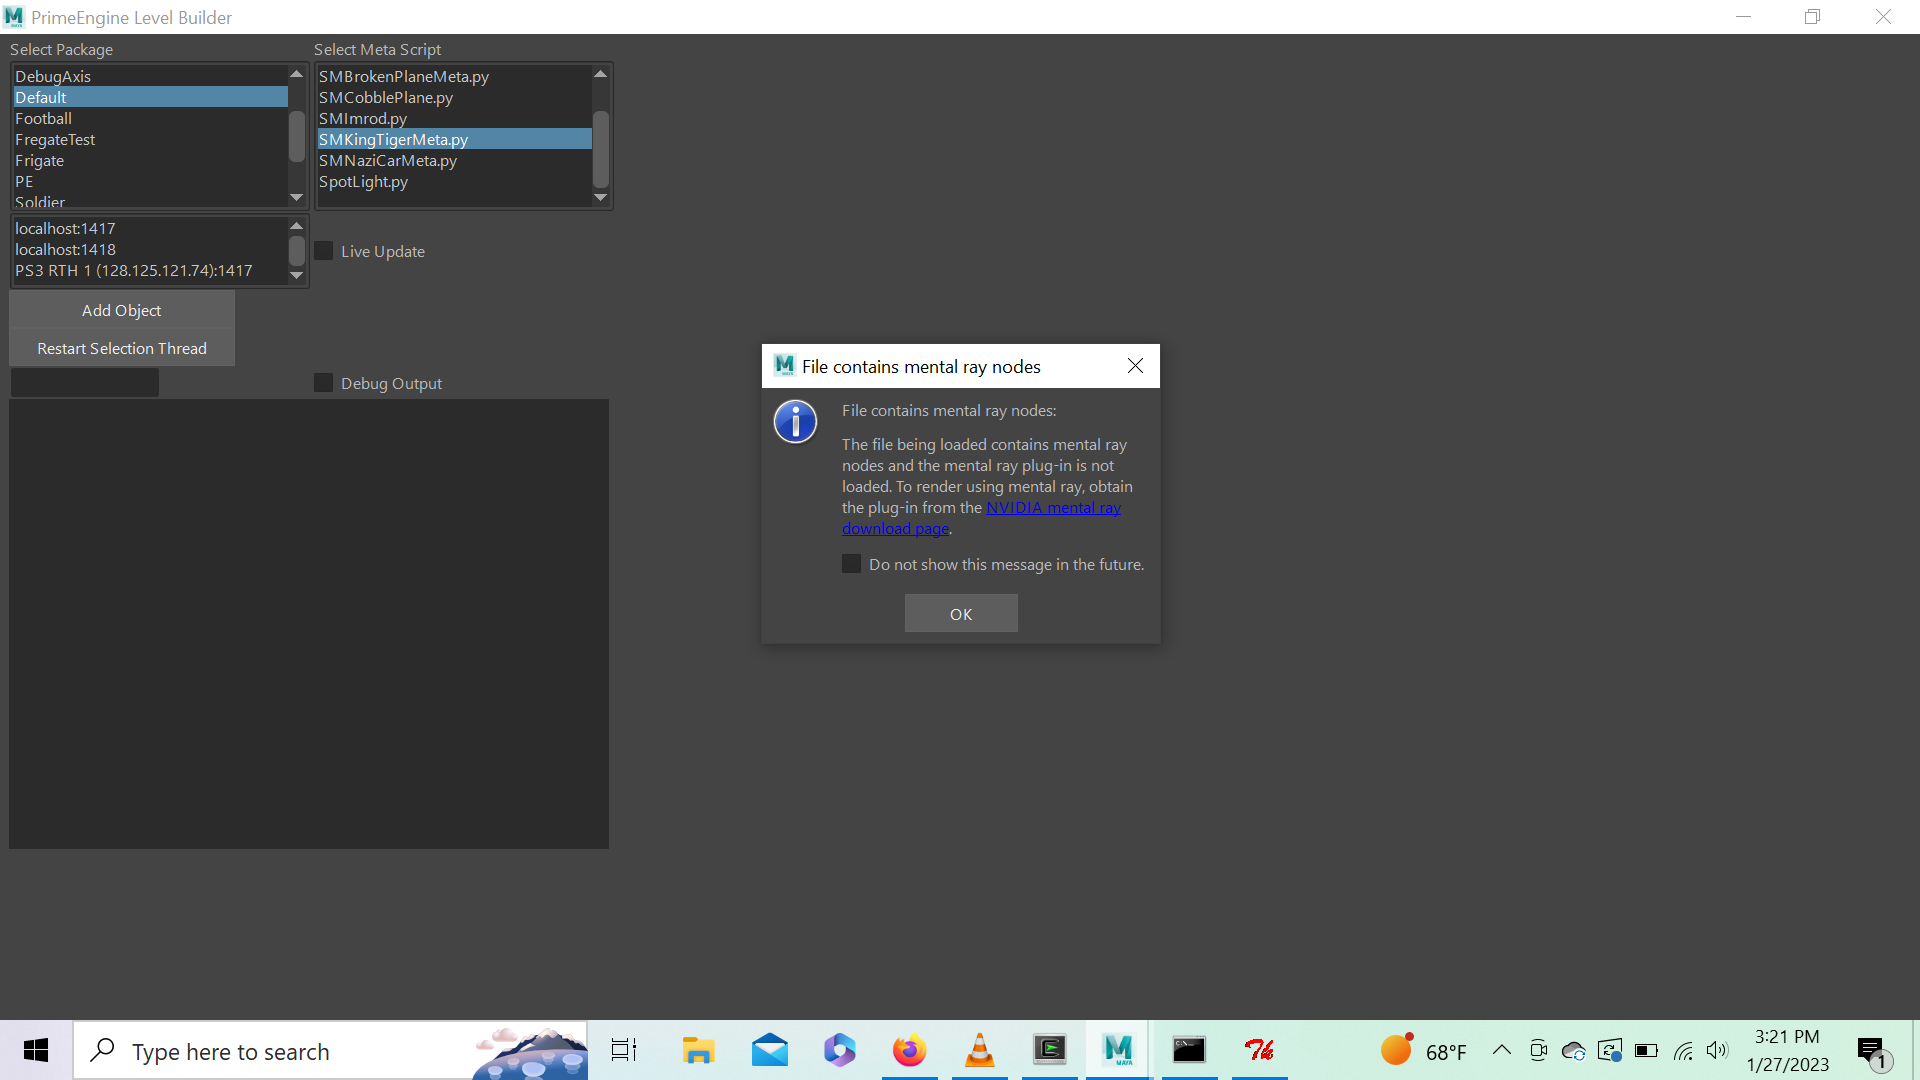 PrimeEngine Level Builder
Select Package
Select Meta Script
DebugAxis
Default
Football
FregateTest
Frigate
PE
Soldier
SMBrokenPlaneMeta.py
SMCobblePlane.py
SMImrod.py
SMKingTigerMeta.py
SMNaziCarMeta.py
SpotLight.py
localhost:1417
localhost:1418
PS3 RTH 1 (128.125.121.74):1417
Live Update
Add Object
Restart Selection Thread
Debug Output
File contains mental ray nodes
File contains mental ray nodes:
The file being loaded contains mental ray
nodes and the mental ray plug-in is not
loaded. To render using mental ray, obtain
the plug-in from the NVIDIA mental ray
download page.
Do not show this message in the future.
OK
Type here to search
68°F
3:21 PM
1/27/2023
1